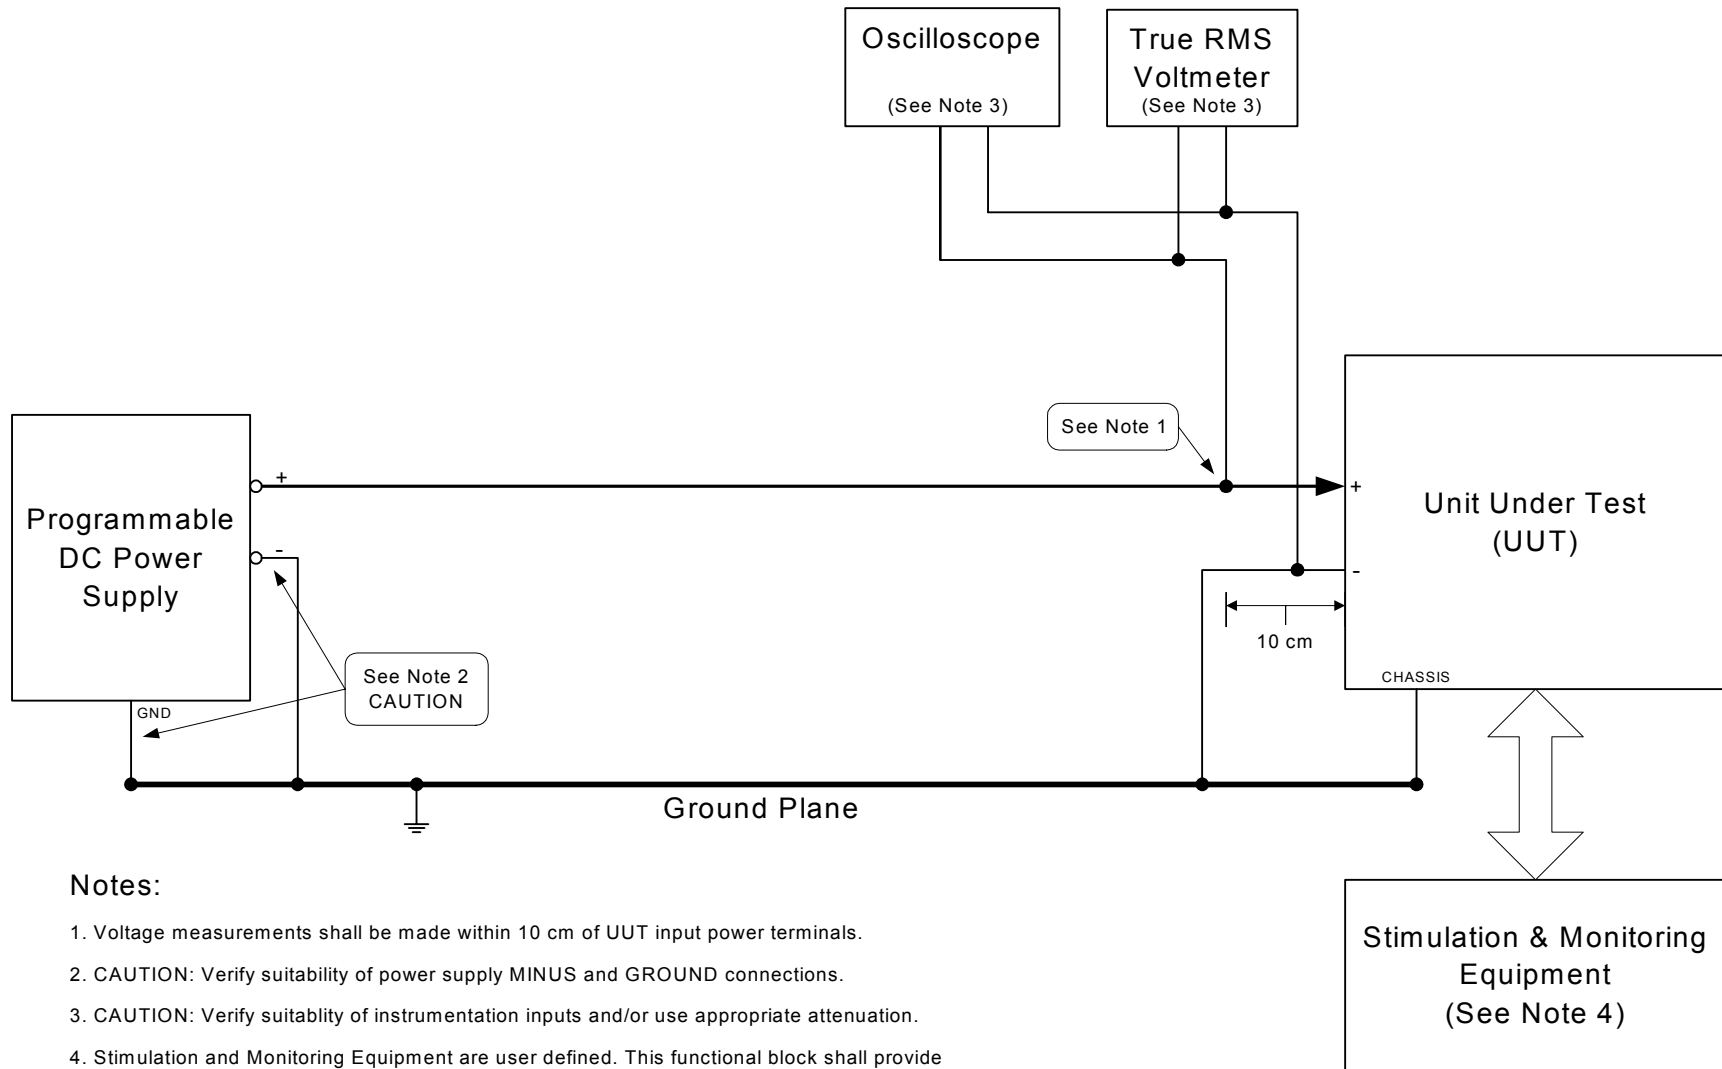 Oscilloscope
(See Note 3)
True RMS
Voltmeter
(See Note 3)
See Note 1
Programmable
DC Power
Supply
+
-
GND
See Note 2
CAUTION
+
-
Unit Under Test
(UUT)
10 cm
CHASSIS
Ground Plane
Stimulation & Monitoring
Equipment
(See Note 4)
Notes:
1. Voltage measurements shall be made within 10 cm of UUT input power terminals.
2. CAUTION: Verify suitability of power supply MINUS and GROUND connections.
3. CAUTION: Verify suitablity of instrumentation inputs and/or use appropriate attenuation.
4. Stimulation and Monitoring Equipment are user defined. This functional block shall provide